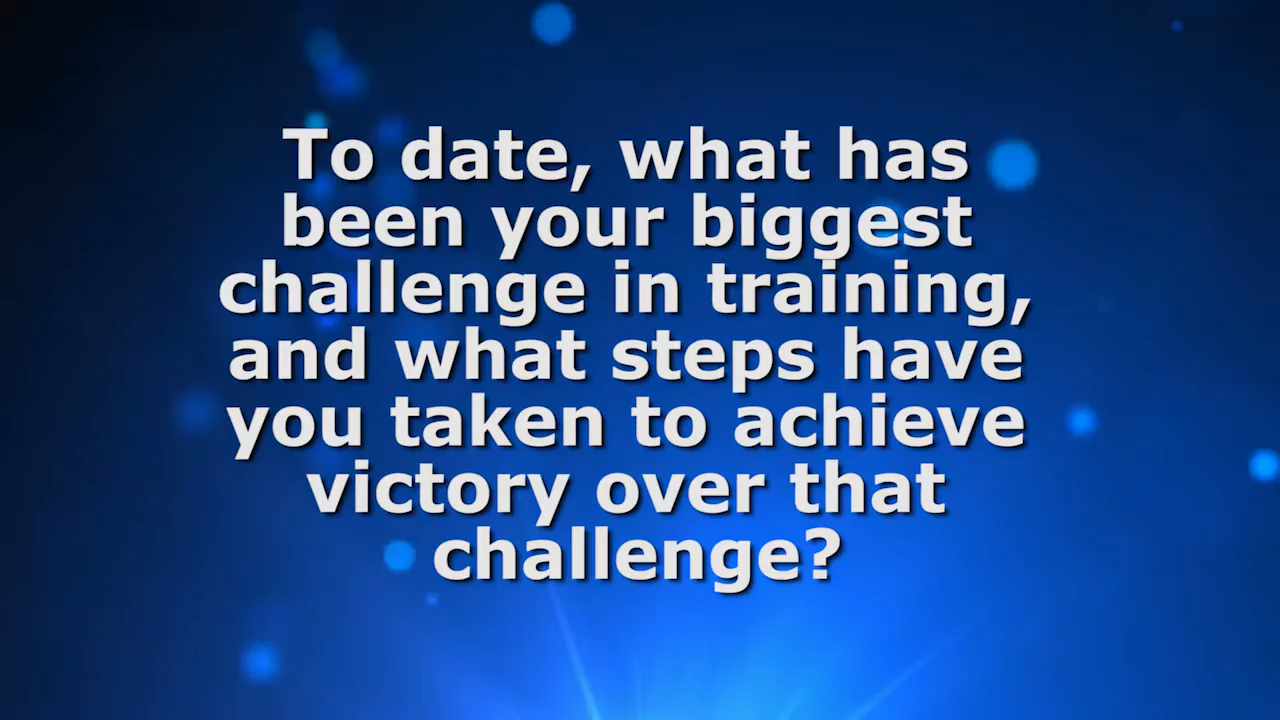 To date, what has
been your biggest
challenge in training,
and what steps have
you taken to achieve
victory over that
challenge?